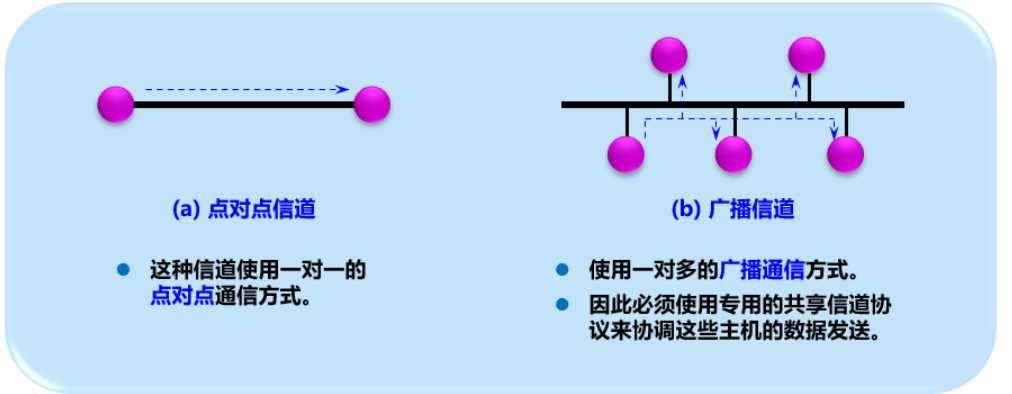 (a) 点对点信道
这种信道使用一对一的
点对点通信方式。
(b) 广播信道
使用一对多的广播通信方式。
因此必须使用专用的共享信道协
议来协调这些主机的数据发送。